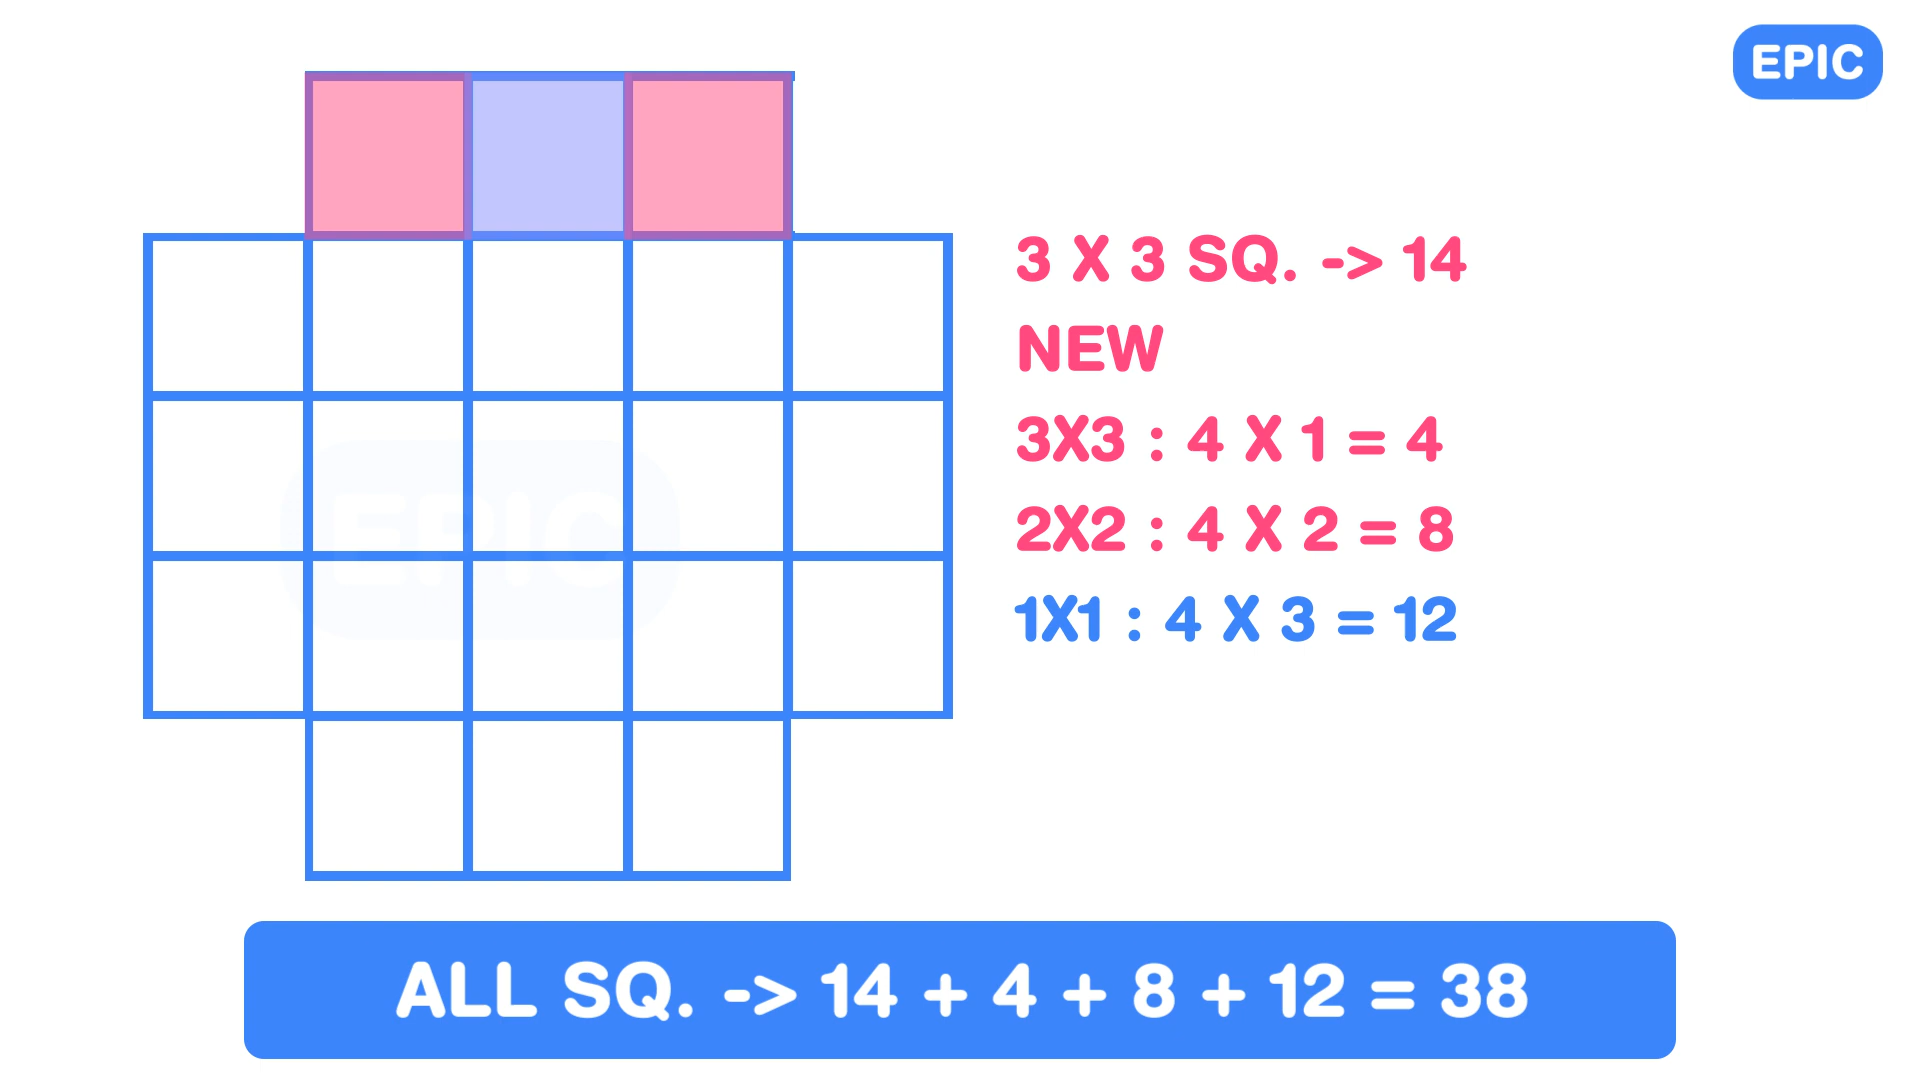 EPIC
3 X 3 SQ. -> 14
NEW
3X3 : 4 X 1 = 4
2X2 : 4 X 2 = 8
1X1 : 4 X 3 = 12
EPIC
ALL SQ. -> 14 + 4 + 8 + 12 = 38